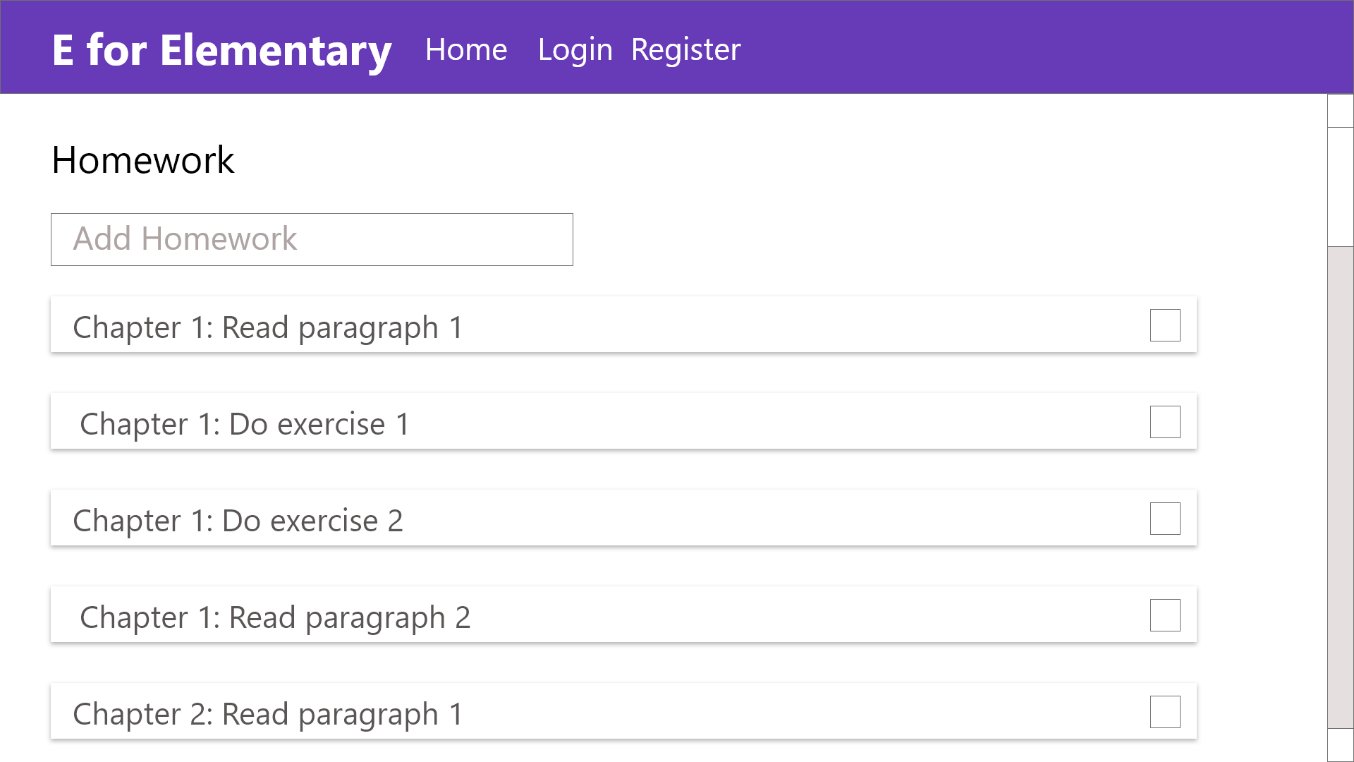 E for Elementary Home Login Register
Homework
Add Homework
Chapter 1: Read paragraph 1
Chapter 1: Do exercise 1
Chapter 1: Do exercise 2
Chapter 1: Read paragraph 2
Chapter 2: Read paragraph 1